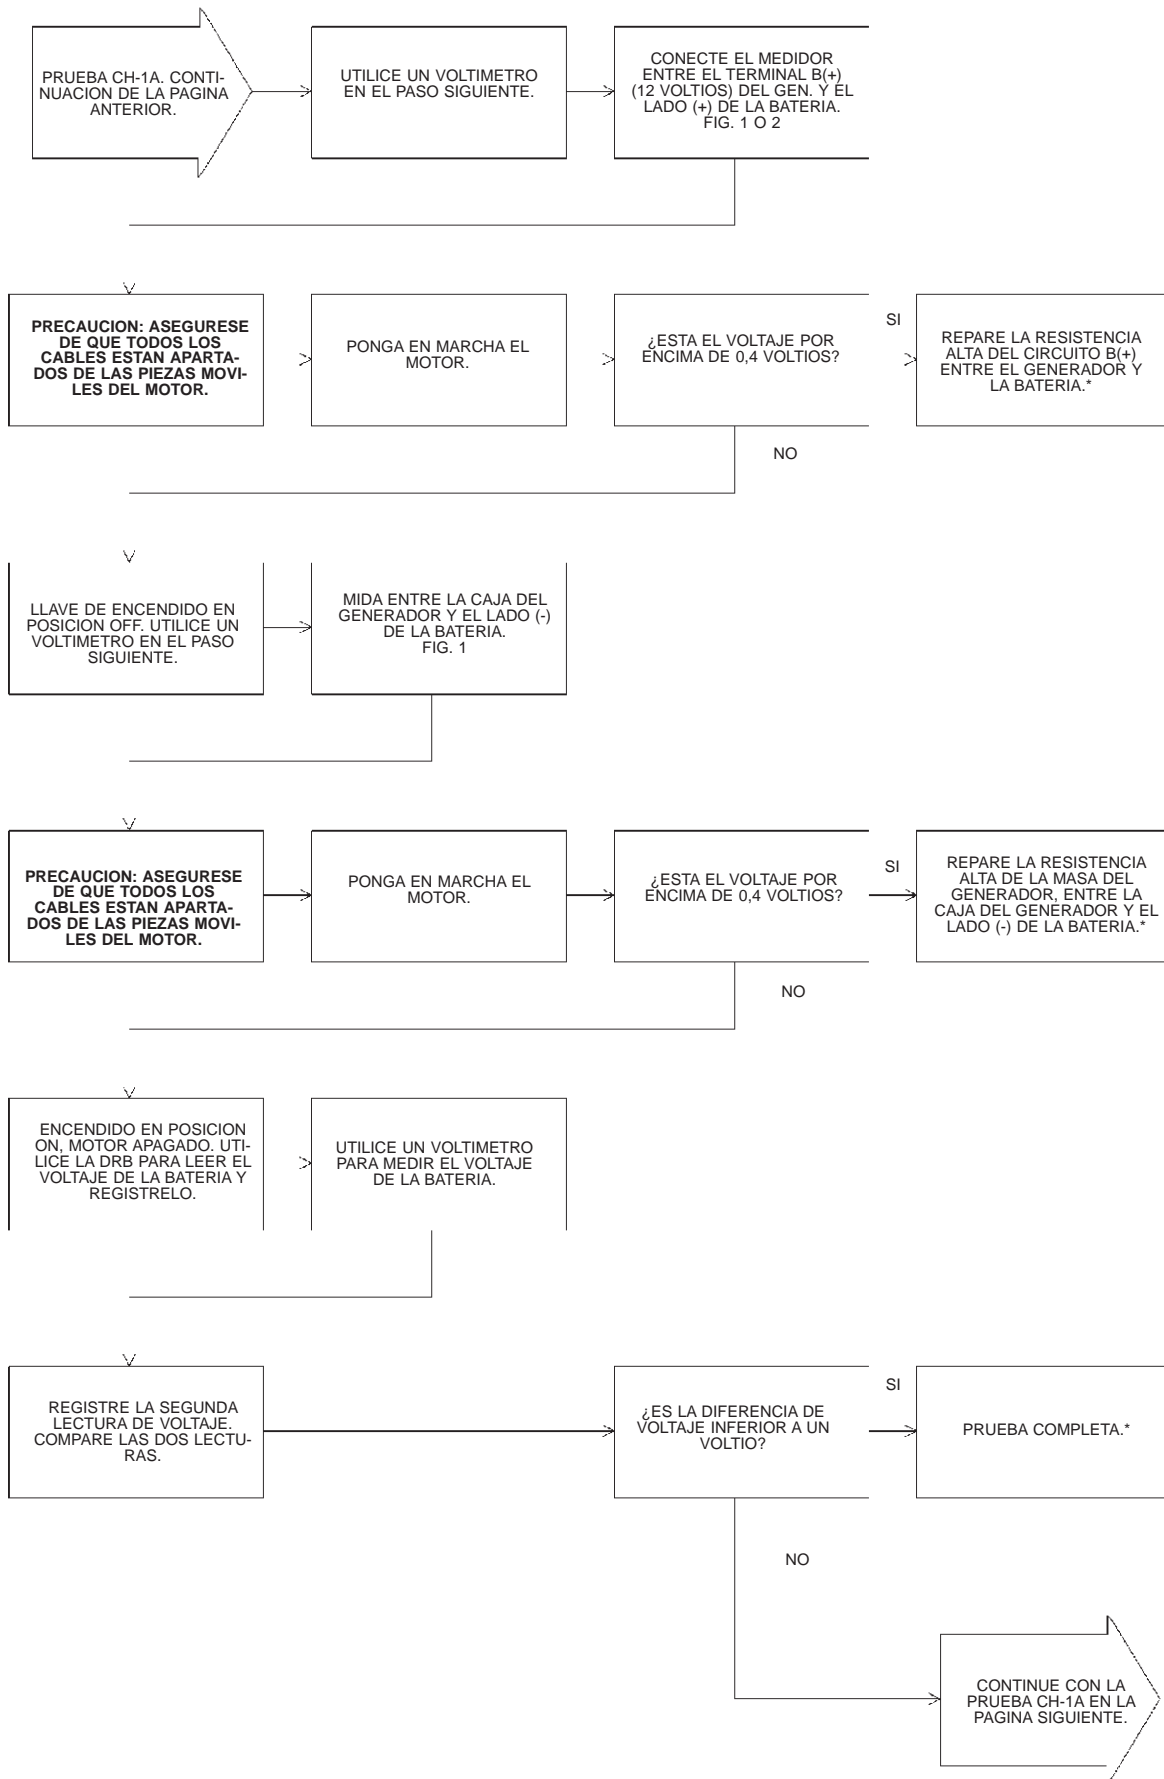 PRUEBA CH-1A. CONTI-
NUACION DE LA PAGINA
ANTERIOR.
UTILICE UN VOLTIMETRO
EN EL PASO SIGUIENTE.
CONECTE EL MEDIDOR
ENTRE EL TERMINAL B(+)
(12 VOLTIOS) DEL GEN. Y EL
LADO (+) DE LA BATERIA.
FIG. 1 O 2
PRECAUCION: ASEGURESE
DE QUE TODOS LOS
CABLES ESTAN APARTA-
DOS DE LAS PIEZAS MOVI-
LES DEL MOTOR.
PONGA EN MARCHA EL
MOTOR.
¿ESTA EL VOLTAJE POR
ENCIMA DE 0,4 VOLTIOS?
SI
REPARE LA RESISTENCIA
ALTA DEL CIRCUITO B(+)
ENTRE EL GENERADOR Y
LA BATERIA.*
NO
LLAVE DE ENCENDIDO EN
POSICION OFF. UTILICE UN
VOLTIMETRO EN EL PASO
SIGUIENTE.
MIDA ENTRE LA CAJA DEL
GENERADOR Y EL LADO (-)
DE LA BATERIA.
FIG. 1
PRECAUCION: ASEGURESE
DE QUE TODOS LOS
CABLES ESTAN APARTA-
DOS DE LAS PIEZAS MOVI-
LES DEL MOTOR.
PONGA EN MARCHA EL
MOTOR.
¿ESTA EL VOLTAJE POR
ENCIMA DE 0,4 VOLTIOS?
SI
REPARE LA RESISTENCIA
ALTA DE LA MASA DEL
GENERADOR, ENTRE LA
CAJA DEL GENERADOR Y EL
LADO (-) DE LA BATERIA.*
NO
ENCENDIDO EN POSICION
ON, MOTOR APAGADO. UTI-
LICE LA DRB PARA LEER EL
VOLTAJE DE LA BATERIA Y
REGISTRELO.
UTILICE UN VOLTIMETRO
PARA MEDIR EL VOLTAJE
DE LA BATERIA.
REGISTRE LA SEGUNDA
LECTURA DE VOLTAJE.
COMPARE LAS DOS LECTU-
RAS.
¿ES LA DIFERENCIA DE
VOLTAJE INFERIOR A UN
VOLTIO?
SI
PRUEBA COMPLETA.*
NO
CONTINUE CON LA
PRUEBA CH-1A EN LA
PAGINA SIGUIENTE.